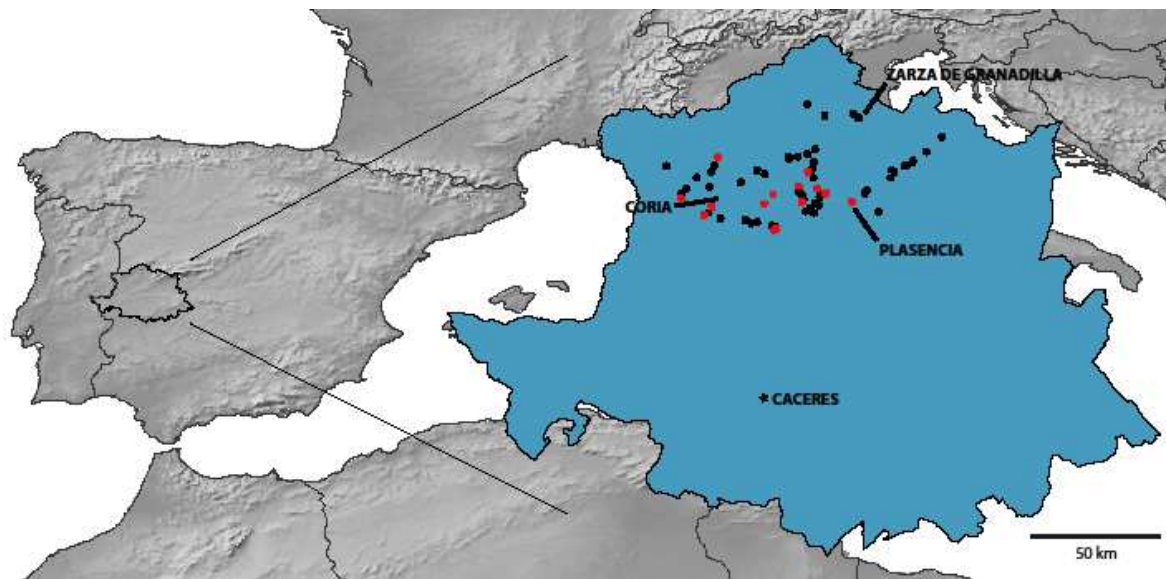 ZARZA DE GRANADILLA
CORIA
PLASENCIA
* CACERES
50 km